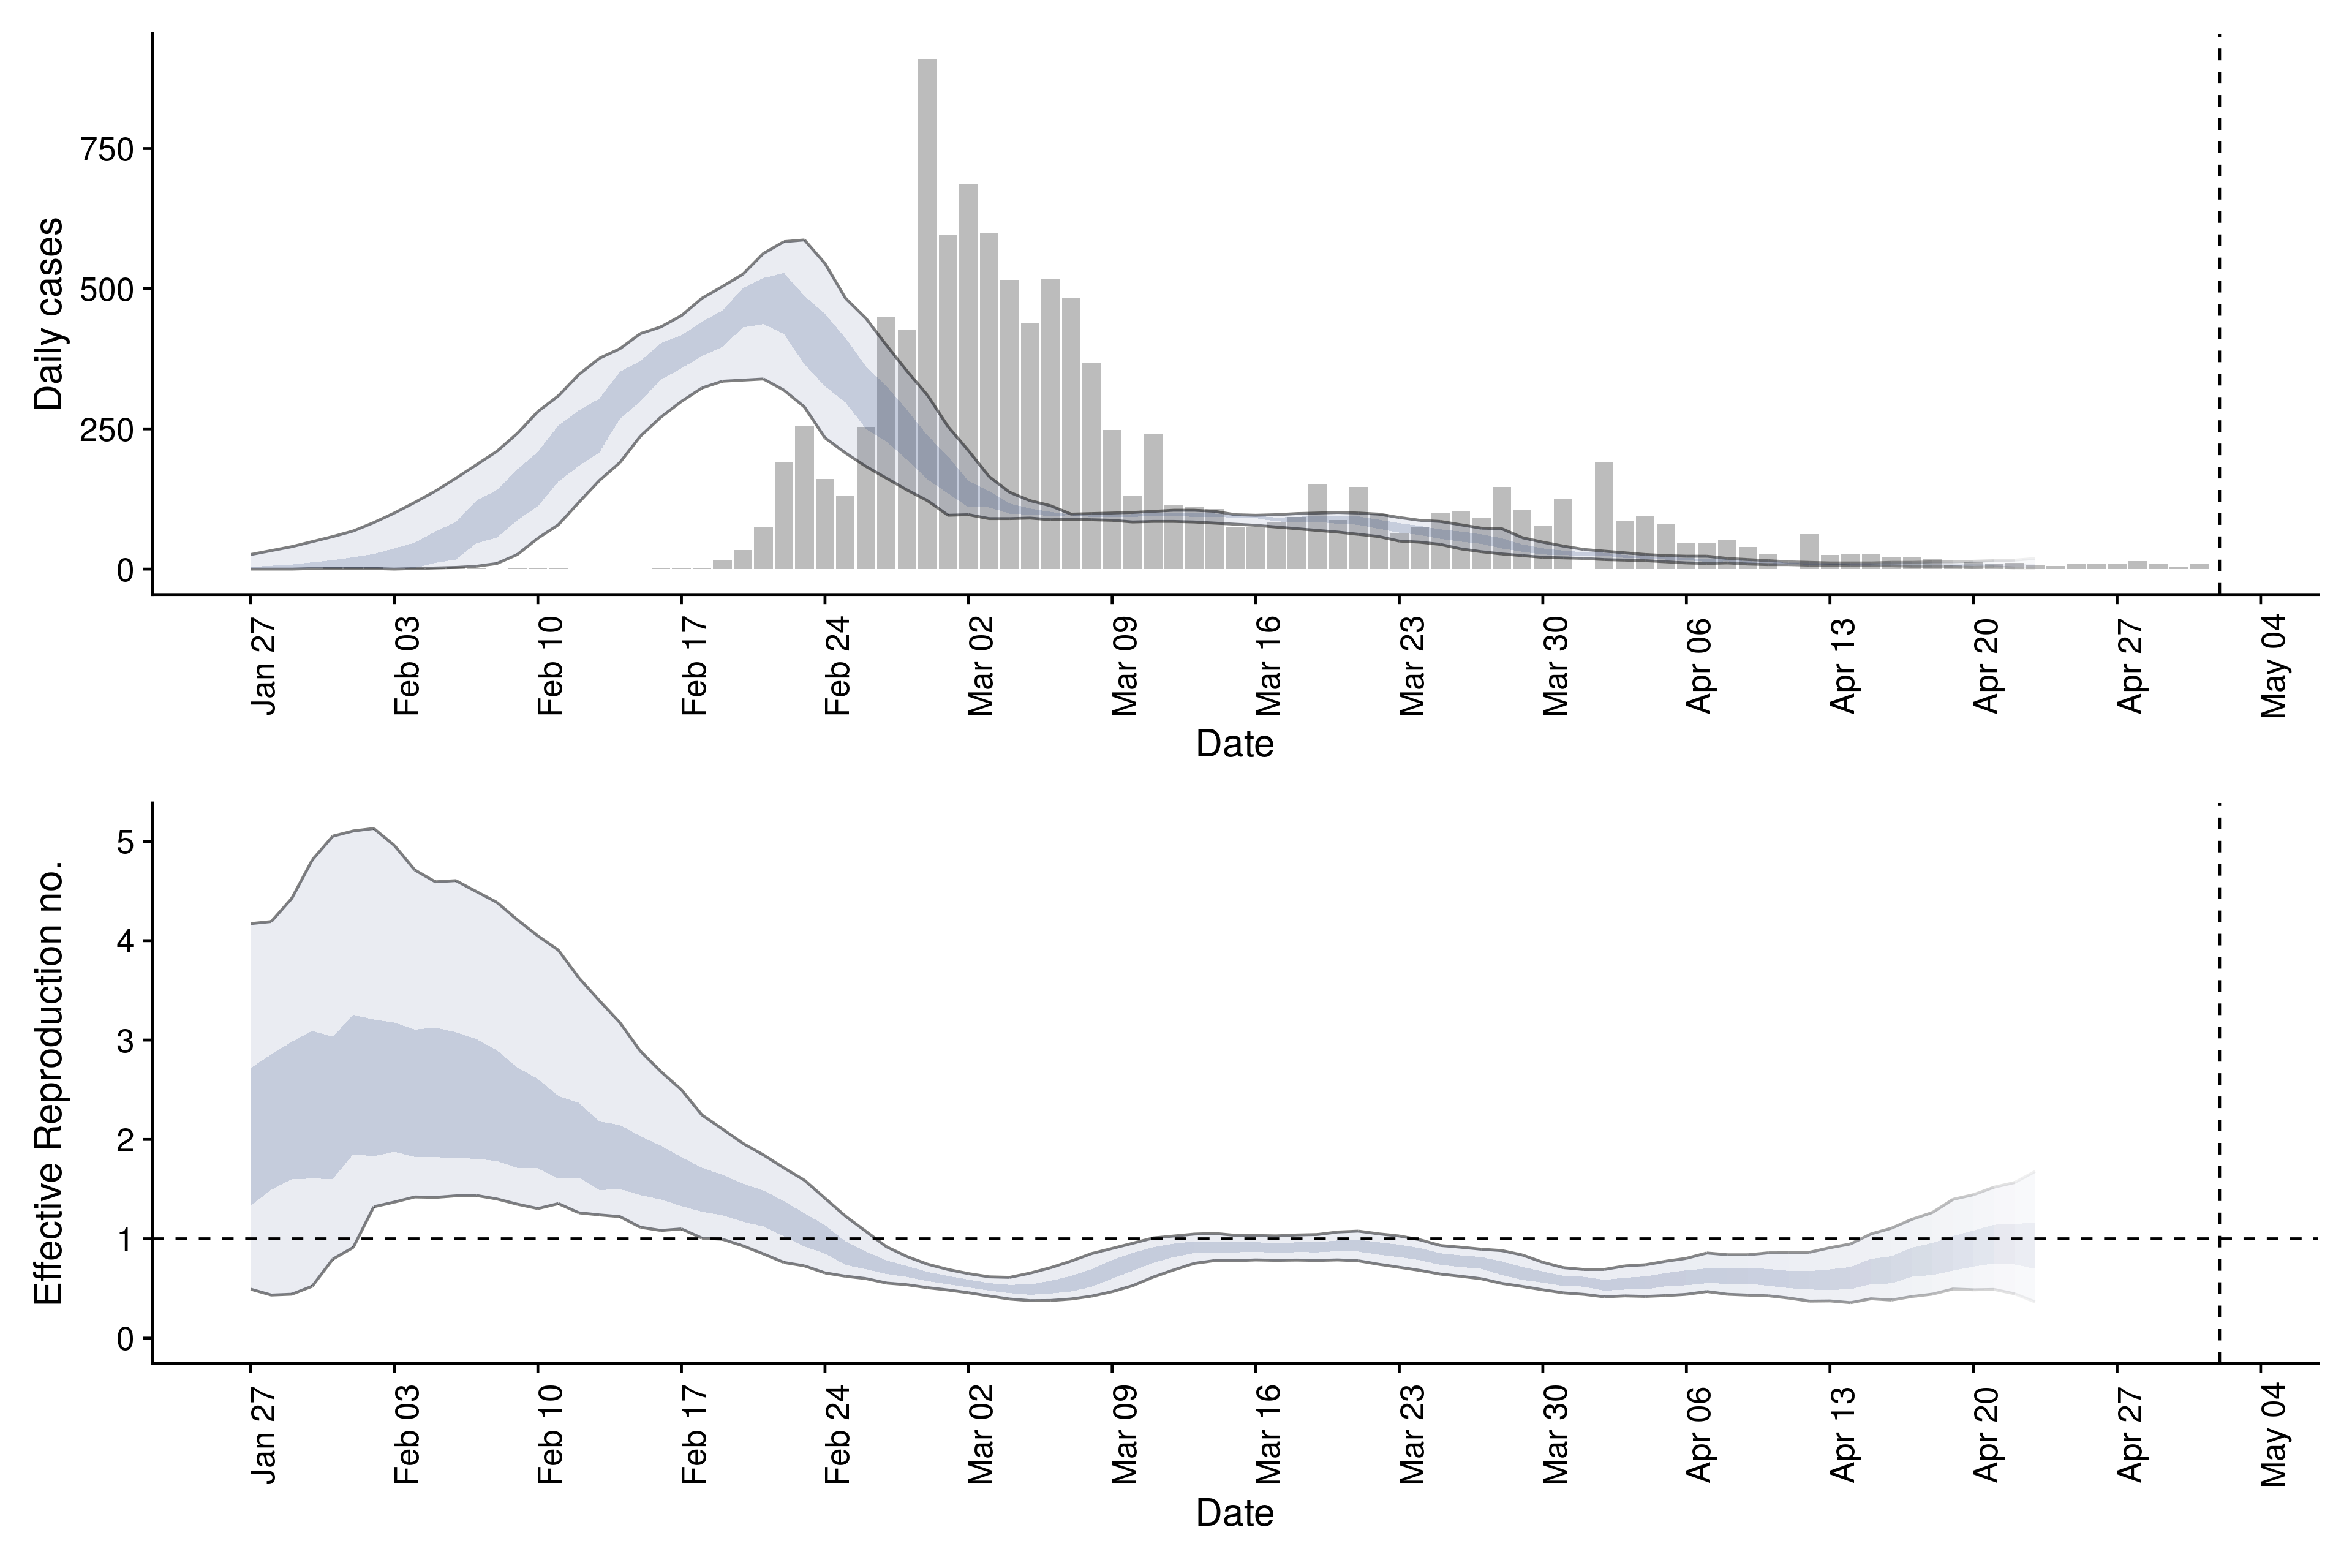 Daily cases
750
500
250
0
Jan 27
Feb 03
Feb 10
Feb 17
Feb 24
Mar 02
Mar 09
Mar 16
Mar 23
Mar 30
Apr 06
Apr 13
Apr 20
Apr 27
May 04
Date
Effective Reproduction no.
5
4
3
2
1
0
Jan 27
Feb 03
Feb 10
Feb 17
Feb 24
Mar 02
Mar 09
Mar 16
Mar 23
Mar 30
Apr 06
Apr 13
Apr 20
Apr 27
May 04
Date